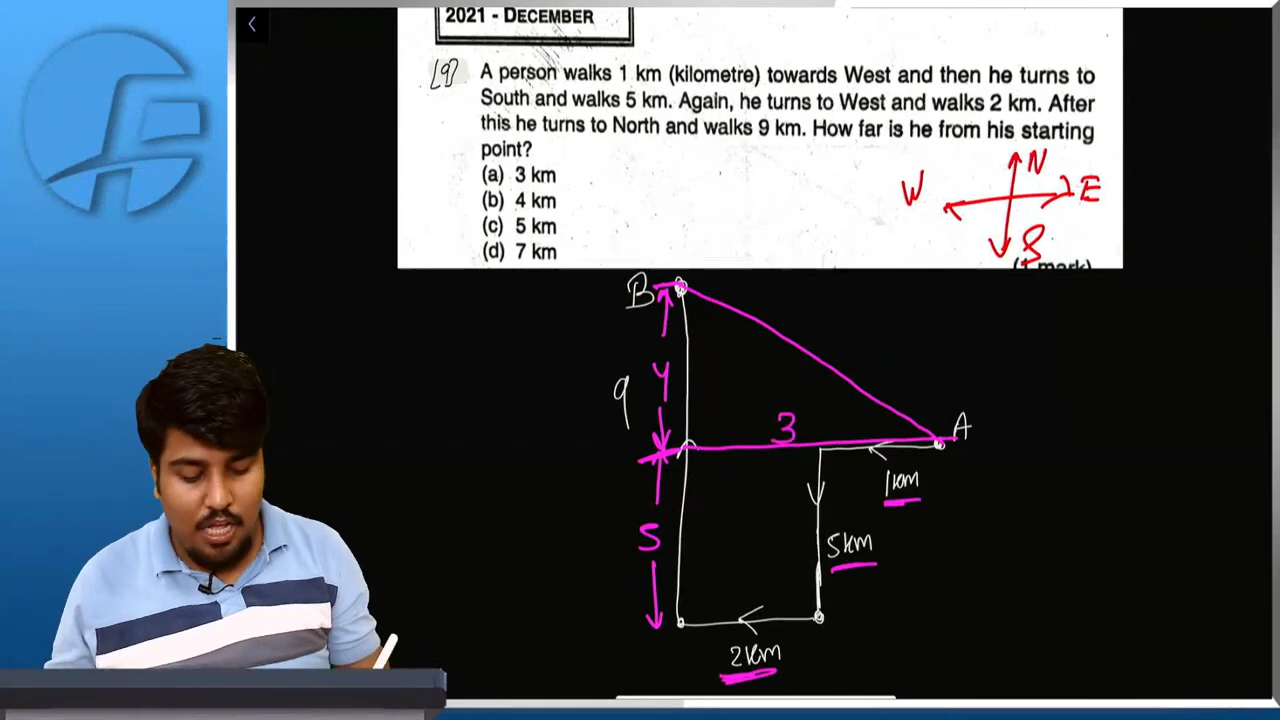 2021 - DECEMBER
[9]
A person walks 1 km (kilometre) towards West and then he turns to
South and walks 5 km. Again, he turns to West and walks 2 km. After
this he turns to North and walks 9 km. How far is he from his starting
point?
(a) 3 km
(b) 4 km
(c) 5 km
(d) 7 km
N
W
E
S
(1 mark)
B
9
4
3
A
1km
5
5km
2km